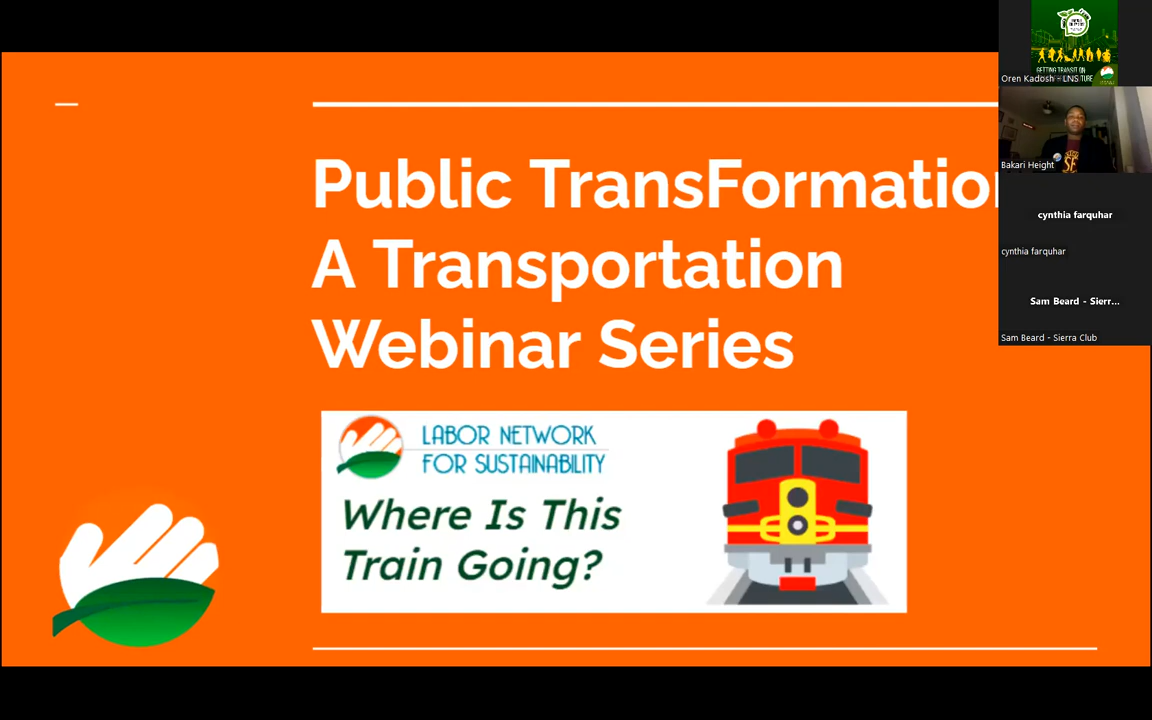 Public TransFormation
A Transportation
Webinar Series
LABOR NETWORK
FOR SUSTAINABILITY
Where Is This
Train Going?
Oren Kadosh - LNS
Bakari Height
cynthia farquhar
cynthia farquhar
Sam Beard - Sierr...
Sam Beard - Sierra Club